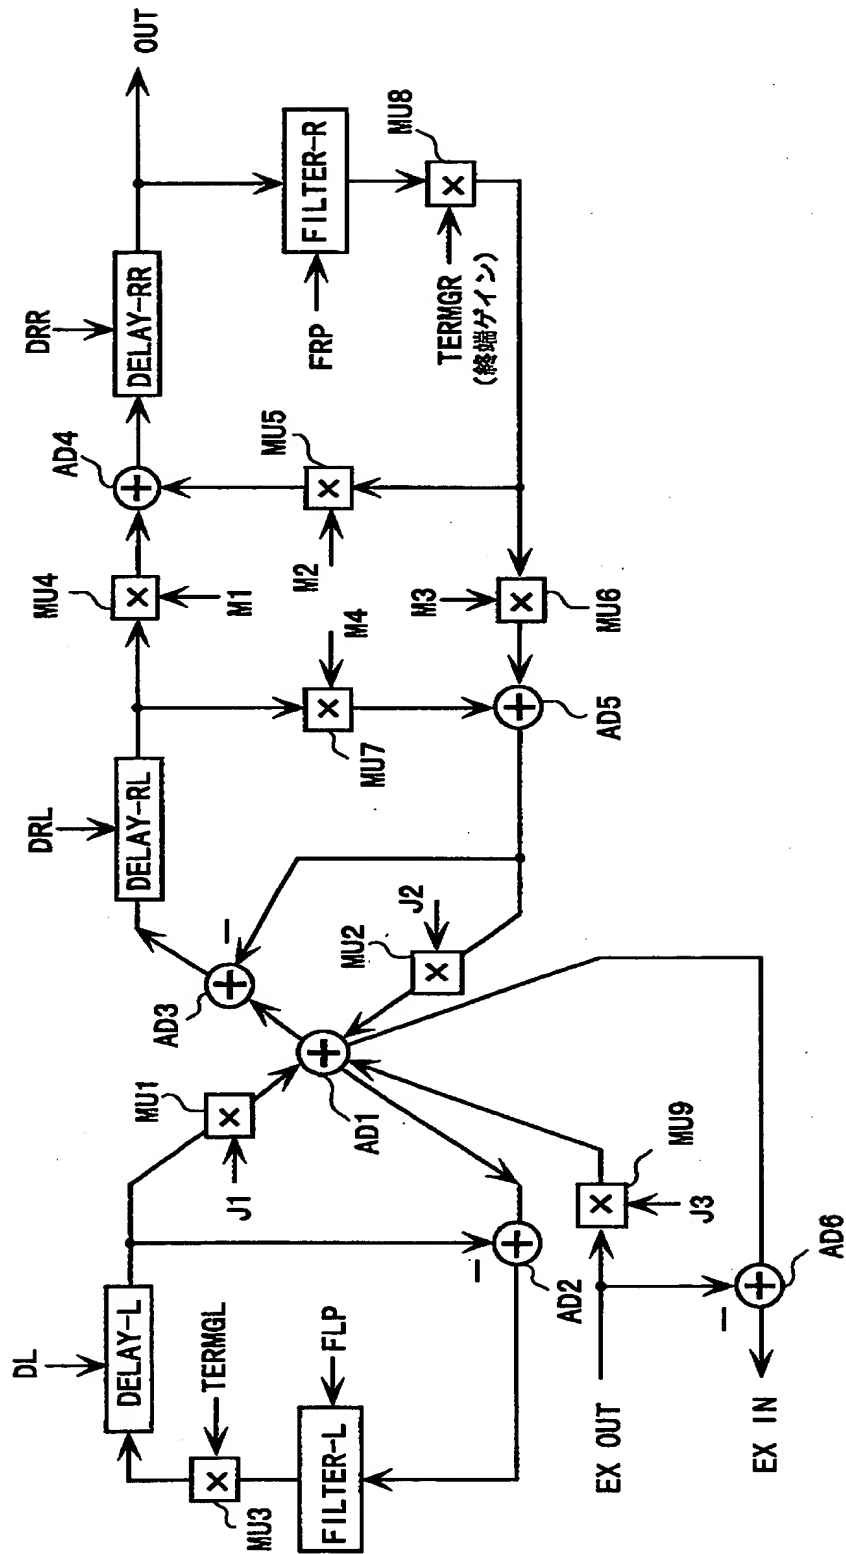 DL
DELAY-L
TERMGL
MU3
FLP
FILTER-L
MU1
J1
AD1
AD2
AD3
MU2
J2
EX OUT
EX IN
MU9
J3
AD6
DRL
DELAY-RL
MU7
M4
AD5
MU4
M1
AD4
MU5
M2
M3
MU6
DRR
DELAY-RR
OUT
FRP
FILTER-R
MU8
TERMGR
(終端ゲイン)